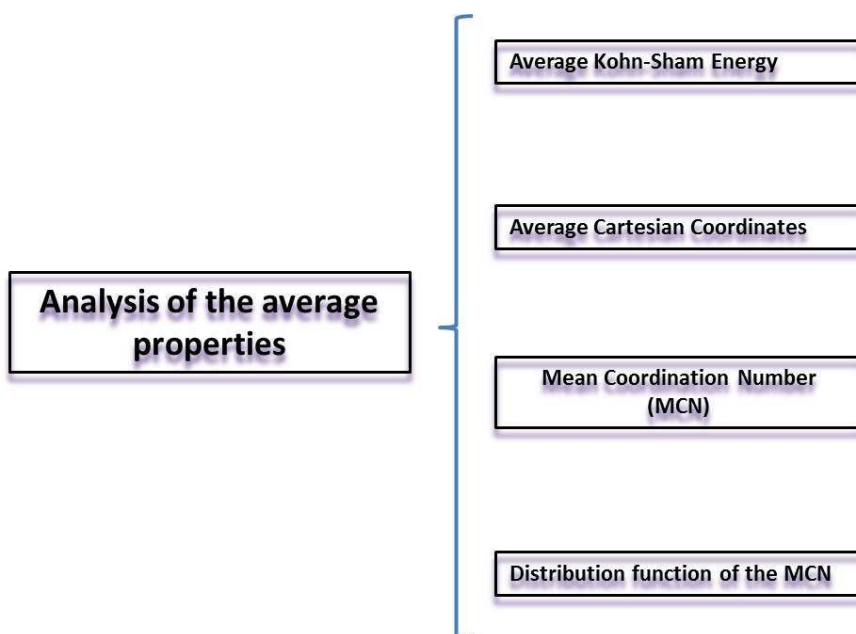 Analysis of the average
properties
Average Kohn-Sham Energy
Average Cartesian Coordinates
Mean Coordination Number
(MCN)
Distribution function of the MCN